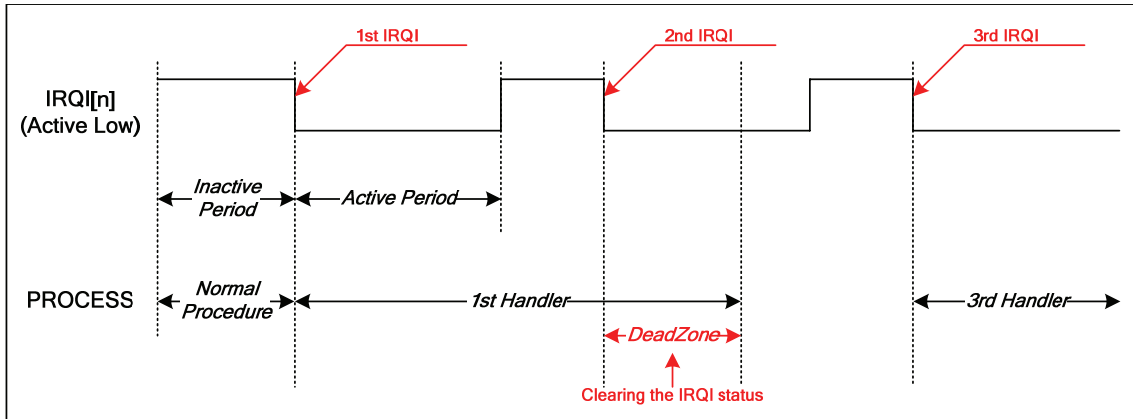 1st IRQI
2nd IRQI
3rd IRQI
IRQI[n]
(Active Low)
Inactive
Period
Active Period
PROCESS
Normal
Procedure
1st Handler
3rd Handler
DeadZone
Clearing the IRQI status